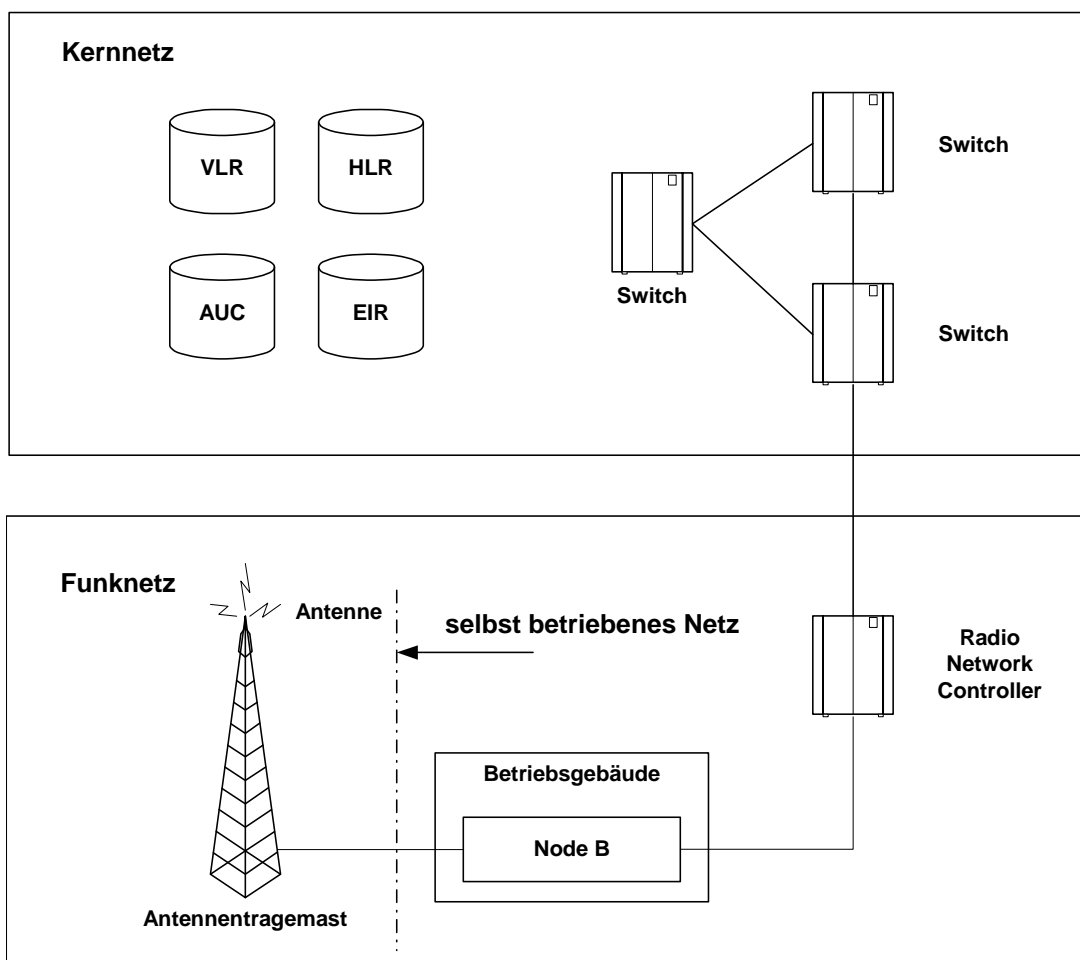 Kernnetz
VLR
HLR
AUC
EIR
Switch
Switch
Switch
Funknetz
Antenne
selbst betriebenes Netz
Radio
Network
Controller
Betriebsgebäude
Node B
Antennentragemast